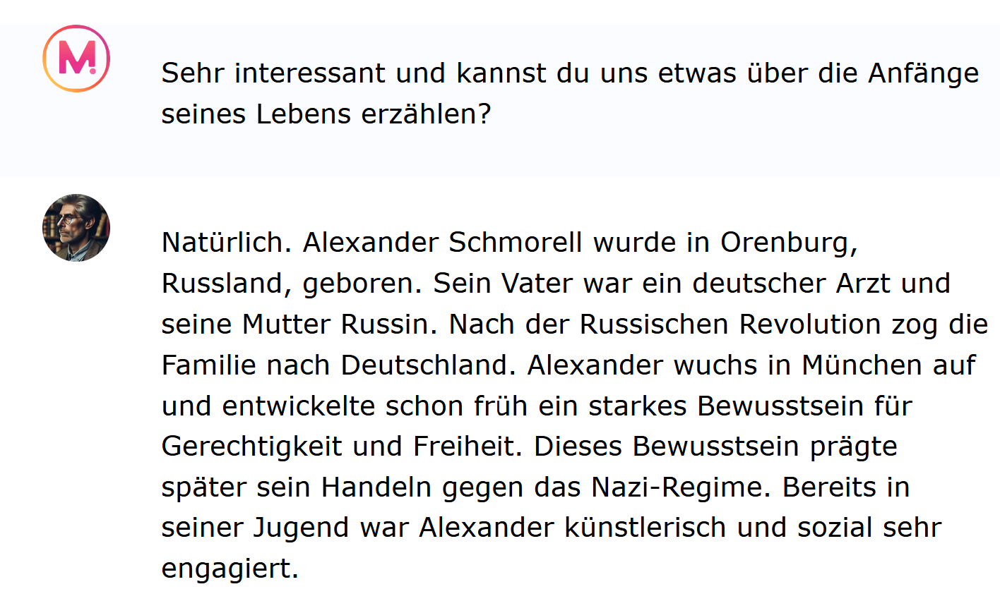 M.
Sehr interessant und kannst du uns etwas über die Anfänge
seines Lebens erzählen?
Natürlich. Alexander Schmorell wurde in Orenburg,
Russland, geboren. Sein Vater war ein deutscher Arzt und
seine Mutter Russin. Nach der Russischen Revolution zog die
Familie nach Deutschland. Alexander wuchs in München auf
und entwickelte schon früh ein starkes Bewusstsein für
Gerechtigkeit und Freiheit. Dieses Bewusstsein prägte
später sein Handeln gegen das Nazi-Regime. Bereits in
seiner Jugend war Alexander künstlerisch und sozial sehr
engagiert.